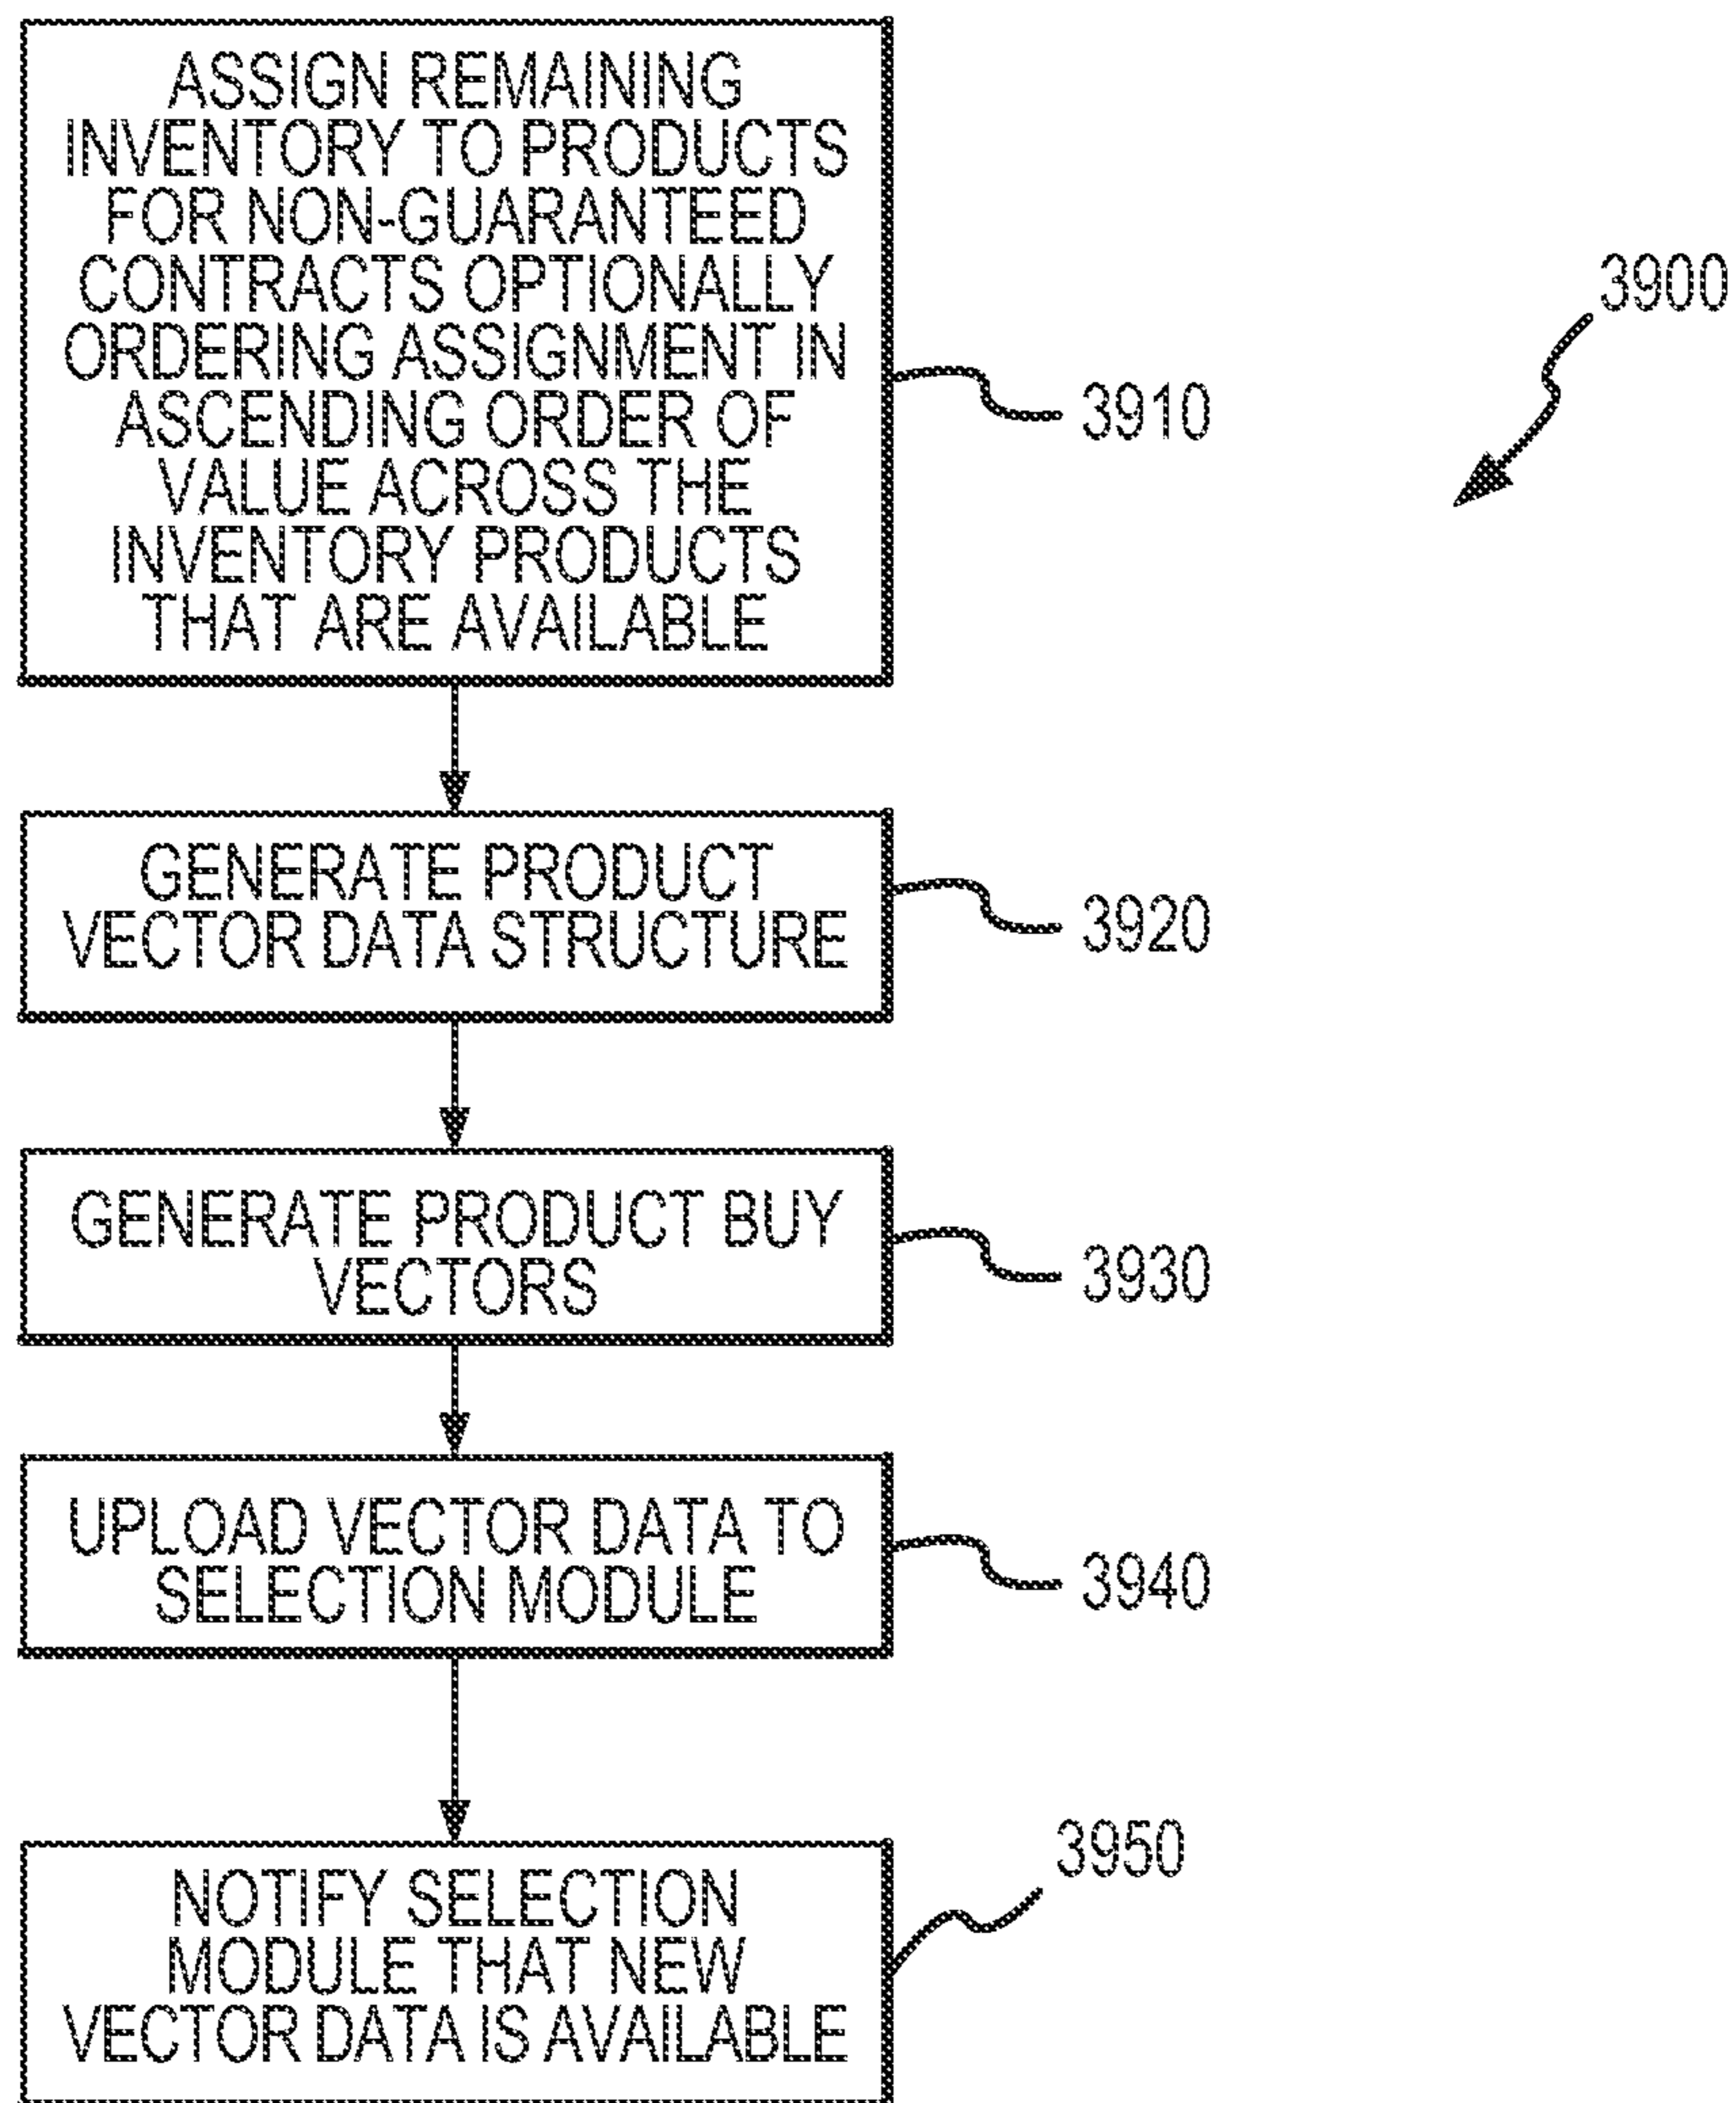 ASSIGN REMAINING
INVENTORY TO PRODUCTS
FOR NON-GUARANTEED
CONTRACTS OPTIONALLY
ORDERING ASSIGNMENT IN
ASCENDING ORDER OF
VALUE ACROSS THE
INVENTORY PRODUCTS
THAT ARE AVAILABLE
3910
3900
GENERATE PRODUCT
VECTOR DATA STRUCTURE
3920
GENERATE PRODUCT BUY
VECTORS
3930
UPLOAD VECTOR DATA TO
SELECTION MODULE
3940
NOTIFY SELECTION
MODULE THAT NEW
VECTOR DATA IS AVAILABLE
3950